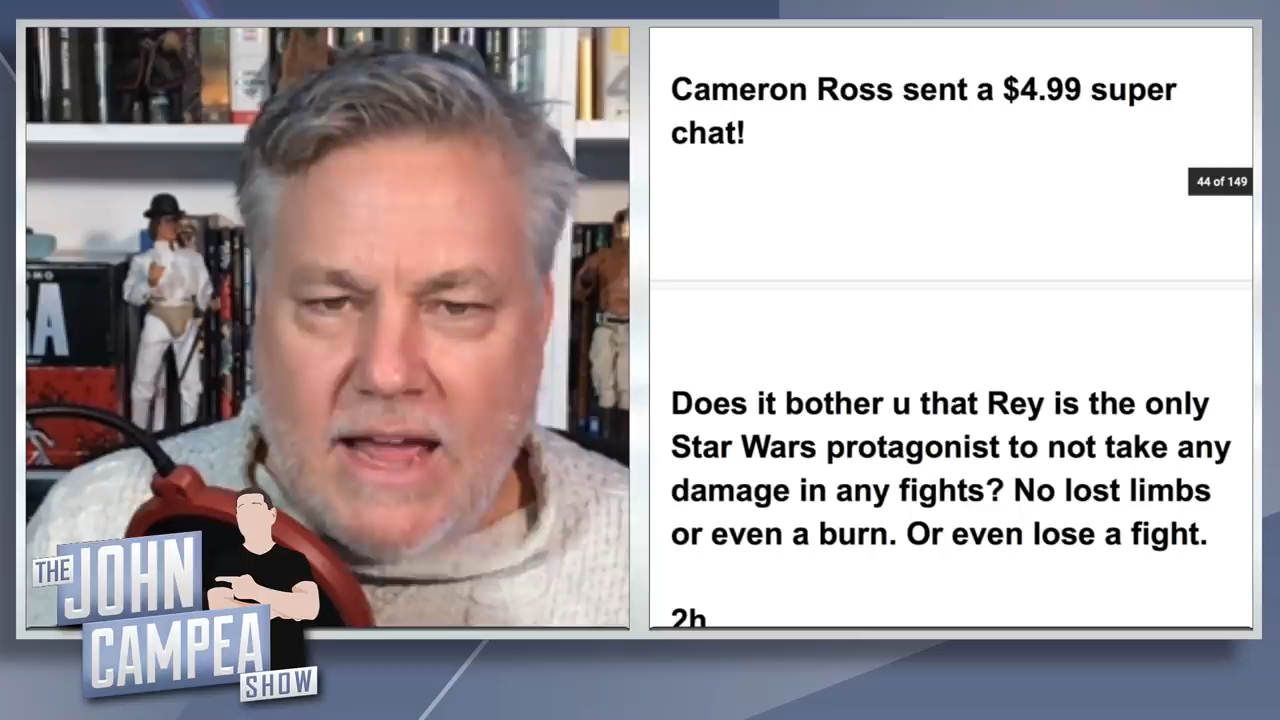 Cameron Ross sent a $4.99 super
chat!
44 of 149
Does it bother u that Rey is the only
Star Wars protagonist to not take any
damage in any fights? No lost limbs
or even a burn. Or even lose a fight.
2h
THE
JOHN
CAMPEA
SHOW